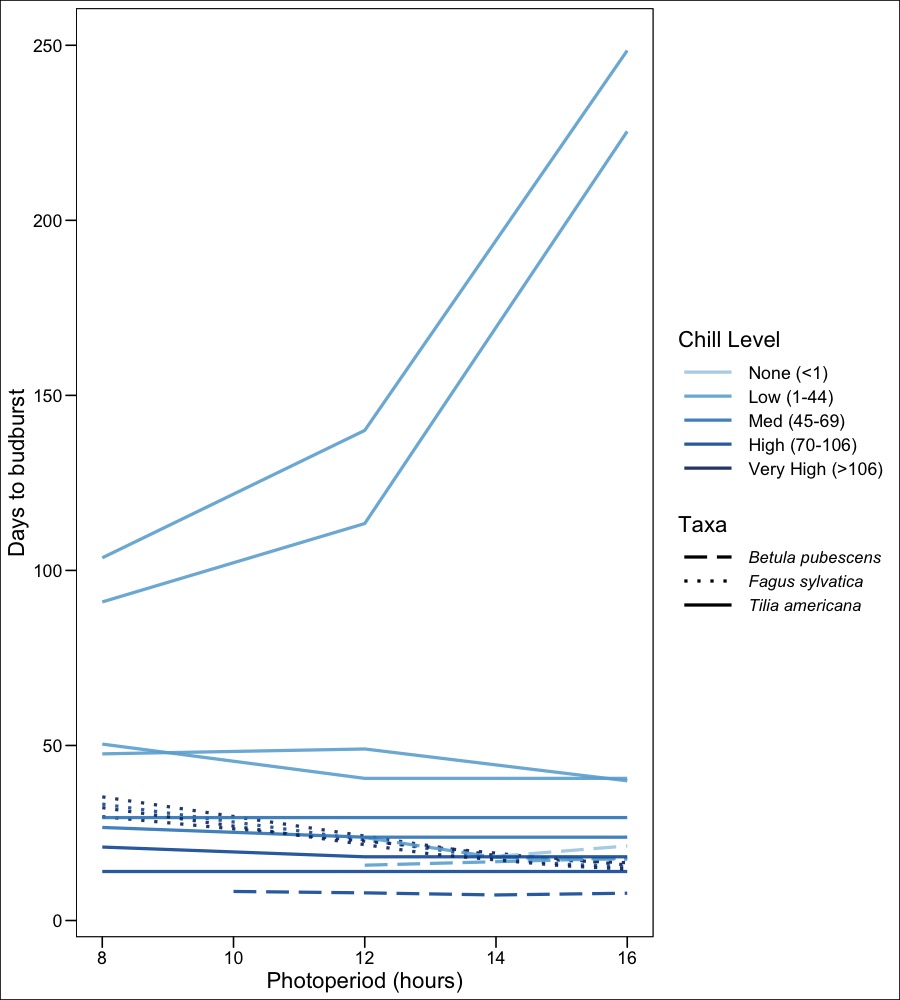 250
200
150
100
50
0
Days to budburst
8 10 12 14 16
Photoperiod (hours)
Chill Level
None (<1)
Low (1-44)
Med (45-69)
High (70-106)
Very High (>106)
Taxa
Betula pubescens
Fagus sylvatica
Tilia americana